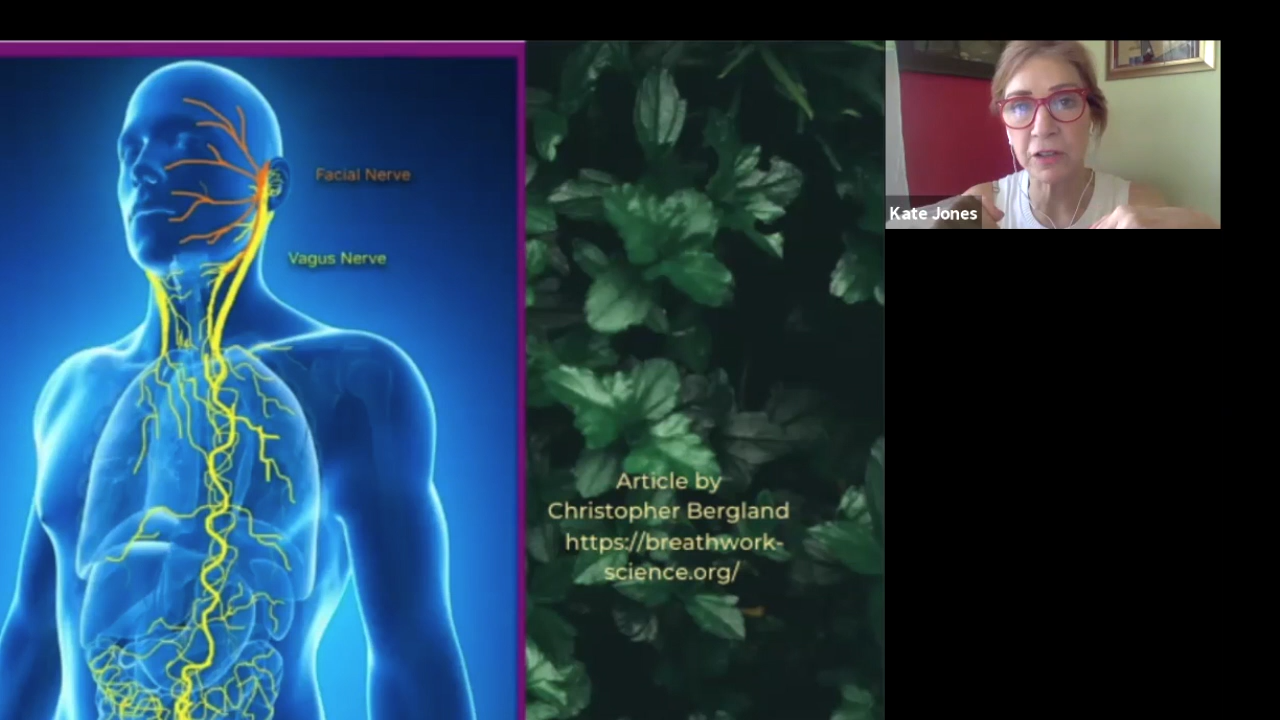 Facial Nerve
Vagus Nerve
Article by
Christopher Bergland
https://breathwork-
science.org/
Kate Jones